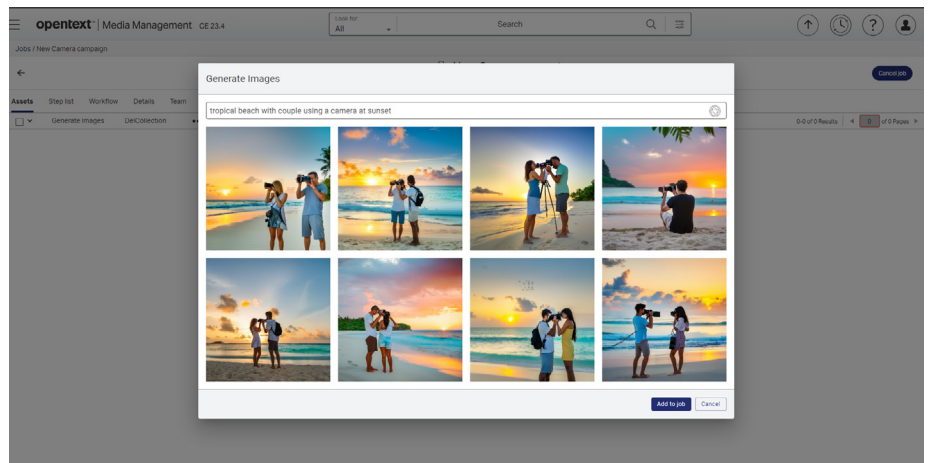 opentext™ | Media Management CE 23.4
Look for
All
Search
Jobs / New Camera campaign
Cancel job
Generate Images
Assets Step list Workflow Details Team
tropical beach with couple using a camera at sunset
Generate Images DelCollection
0-0 of 0 Results 0 of 0 Pages
Add to job Cancel